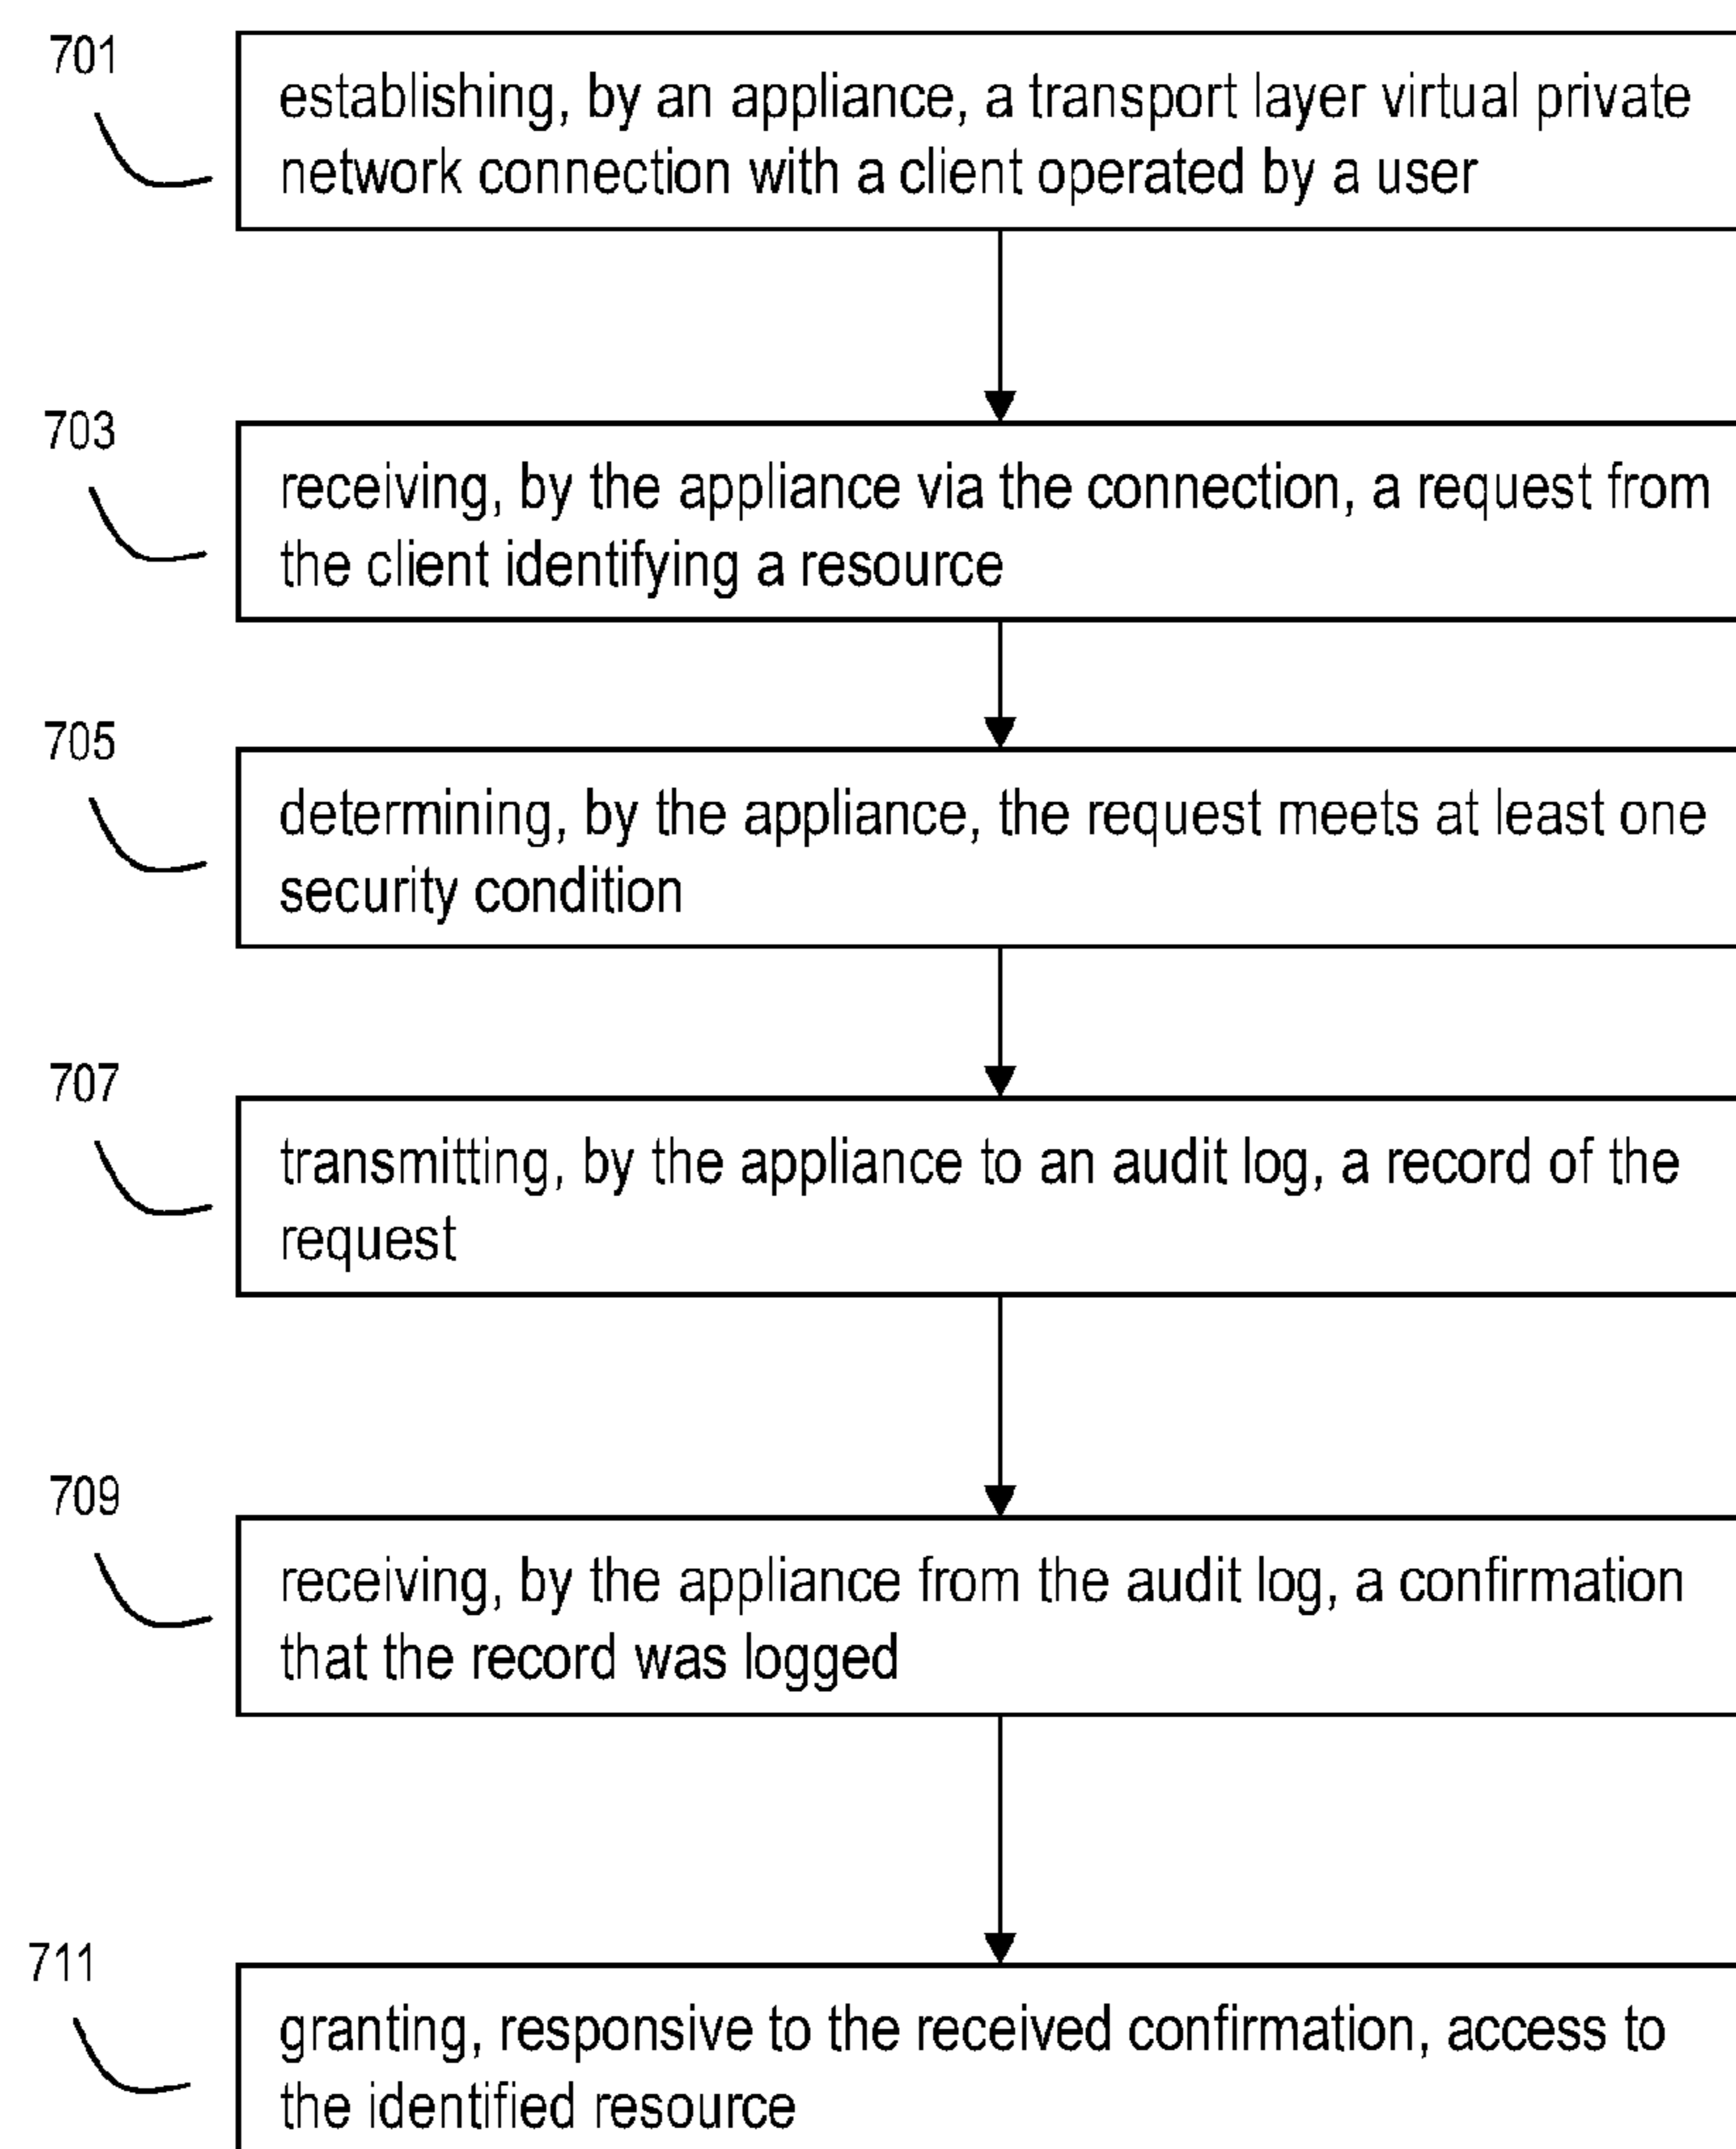 701
establishing, by an appliance, a transport layer virtual private
network connection with a client operated by a user
703
receiving, by the appliance via the connection, a request from
the client identifying a resource
705
determining, by the appliance, the request meets at least one
security condition
707
transmitting, by the appliance to an audit log, a record of the
request
709
receiving, by the appliance from the audit log, a confirmation
that the record was logged
711
granting, responsive to the received confirmation, access to
the identified resource